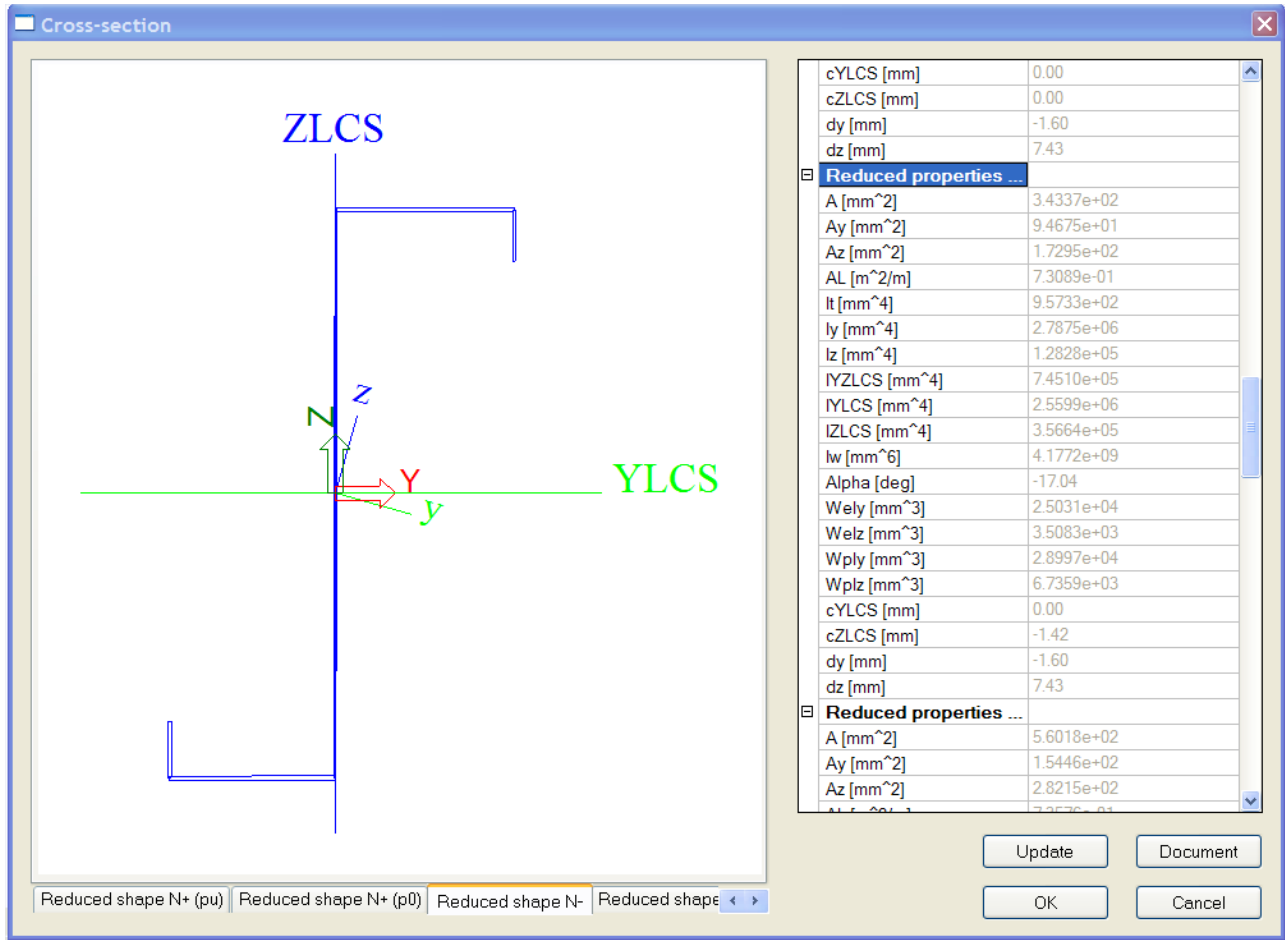 Cross-section
ZLCS
z
N
Y
YLCS
y
Reduced shape N+ (pu)
Reduced shape N+ (p0)
Reduced shape N-
Reduced shape
cYLCS [mm] 0.00
cZLCS [mm] 0.00
dy [mm] -1.60
dz [mm] 7.43
Reduced properties ...
A [mm^2] 3.4337e+02
Ay [mm^2] 9.4675e+01
Az [mm^2] 1.7295e+02
AL [m^2/m] 7.3089e-01
It [mm^4] 9.5733e+02
Iy [mm^4] 2.7875e+06
Iz [mm^4] 1.2828e+05
IYZLCS [mm^4] 7.4510e+05
IYLCS [mm^4] 2.5599e+06
IZLCS [mm^4] 3.5664e+05
Iw [mm^6] 4.1772e+09
Alpha [deg] -17.04
Wely [mm^3] 2.5031e+04
Welz [mm^3] 3.5083e+03
Wply [mm^3] 2.8997e+04
Wplz [mm^3] 6.7359e+03
cYLCS [mm] 0.00
cZLCS [mm] -1.42
dy [mm] -1.60
dz [mm] 7.43
Reduced properties ...
A [mm^2] 5.6018e+02
Ay [mm^2] 1.5446e+02
Az [mm^2] 2.8215e+02
Update
Document
OK
Cancel